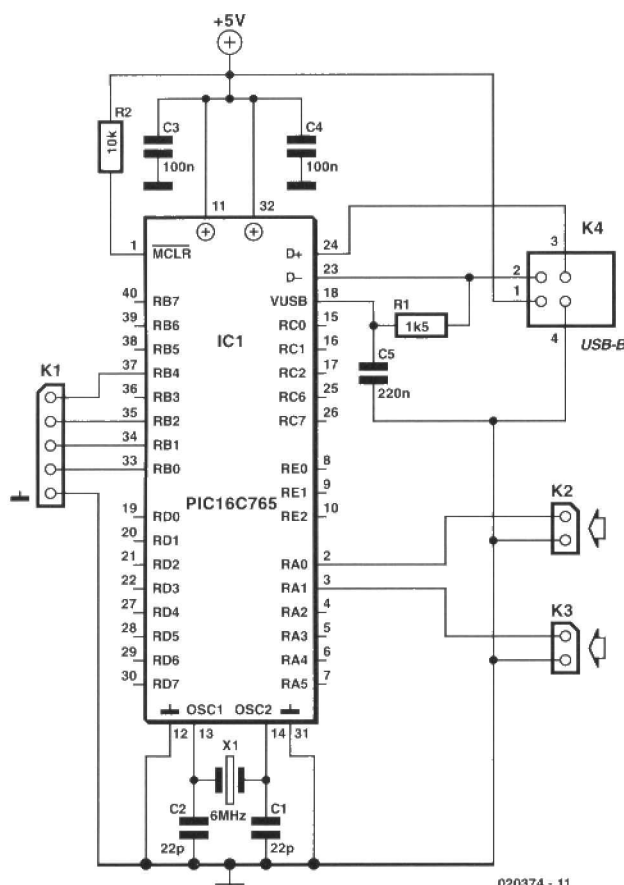 +5V
R2
10k
C3
100n
C4
100n
11
32
1
MCLR
D+
24
3
K4
D–
23
2
1
VUSB
18
R1
1k5
4
USB-B
40
RB7
39
RB6
38
RB5
IC1
RC0
15
RC1
16
RC2
17
C5
220n
K1
37
RB4
36
RB3
RC6
25
35
RB2
RC7
26
34
RB1
33
RB0
RE0
8
RE1
9
PIC16C765
RE2
10
K2
19
RD0
20
RD1
21
RD2
RA0
2
22
RD3
RA1
3
27
RD4
RA2
4
K3
28
RD5
RA3
5
29
RD6
RA4
6
30
RD7
RA5
7
OSC1
OSC2
12
13
14
31
X1
6MHz
C2
22p
C1
22p
020374 - 11